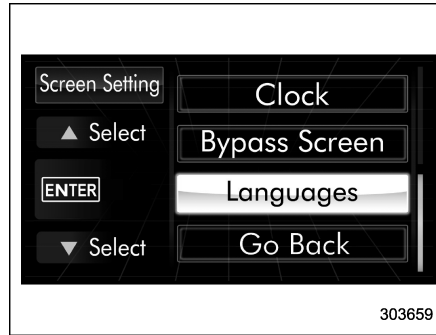 Screen Setting
Clock
▲ Select
Bypass Screen
ENTER
Languages
▼ Select
Go Back
303659